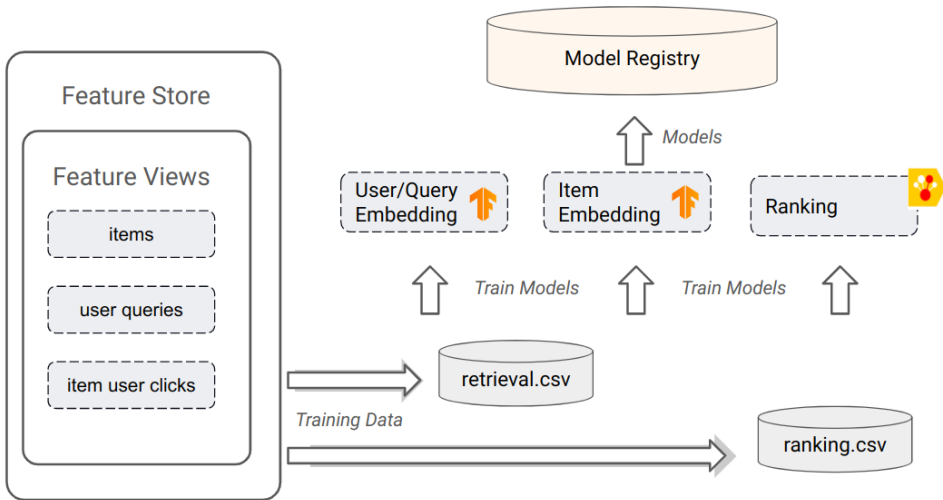 Model Registry
Feature Store
Models
Feature Views
User/Query
Embedding
Item
Embedding
Ranking
items
user queries
item user clicks
Train Models
Train Models
retrieval.csv
Training Data
ranking.csv